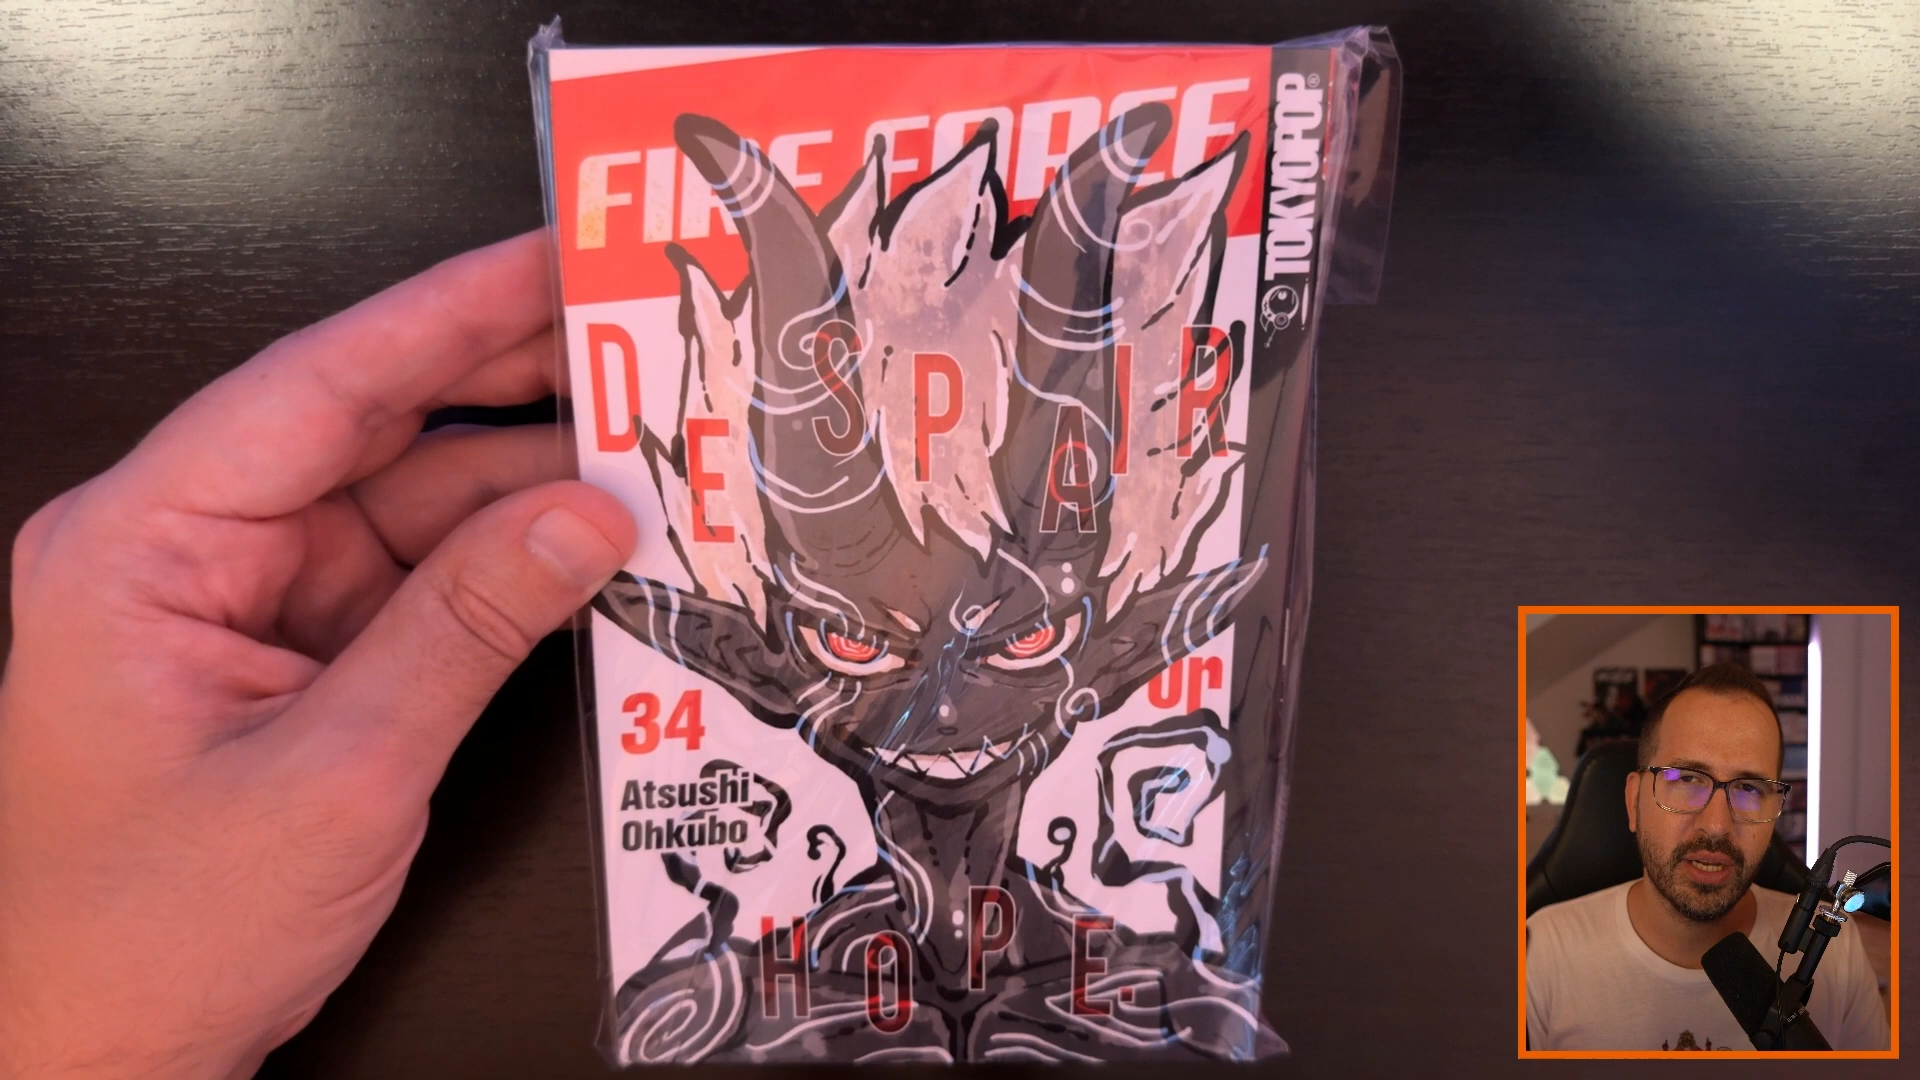 FIRE FORCE
TOKYOPOP®
DESPAIR
or
34
Atsushi
Ohkubo
HOPE.